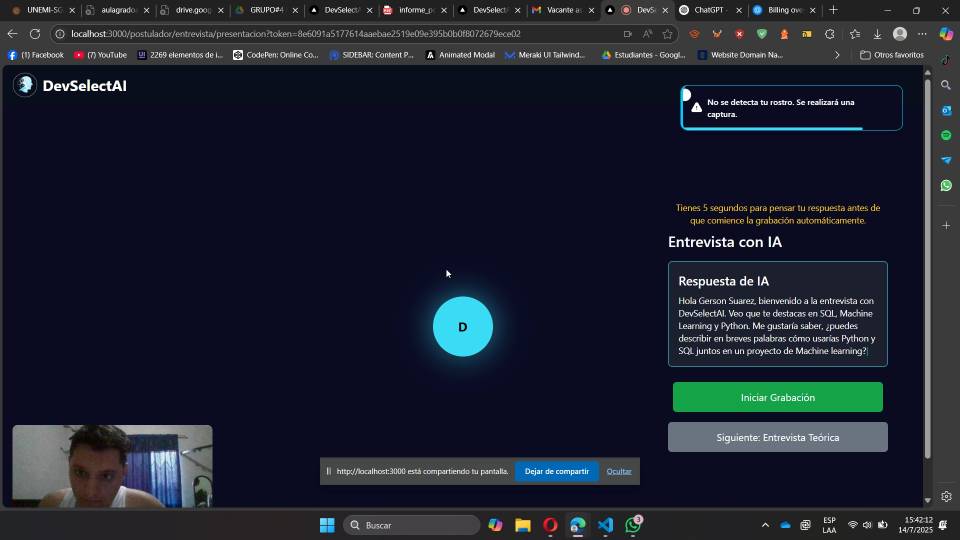 UNEMI-SG
aulagrado
drive.goog
GRUPO#4
DevSelectA
informe_p
DevSelectA
Vacante as
DevS
ChatGPT
Billing ove
localhost:3000/postulador/entrevista/presentacion?token=8e6091a5177614aaebae2519e09e395b0b0f8072679ece02
(1) Facebook
(7) YouTube
2269 elementos de i...
CodePen: Online Co...
SIDEBAR: Content P...
Animated Modal
Meraki UI Tailwind...
Estudiantes - Googl...
Website Domain Na...
Otros favoritos
DevSelectAI
No se detecta tu rostro. Se realizará una
captura.
Tienes 5 segundos para pensar tu respuesta antes de
que comience la grabación automáticamente.
Entrevista con IA
Respuesta de IA
Hola Gerson Suarez, bienvenido a la entrevista con
DevSelectAI. Veo que te destacas en SQL, Machine
Learning y Python. Me gustaría saber, ¿puedes
describir en breves palabras cómo usarías Python y
SQL juntos en un proyecto de Machine learning?
D
Iniciar Grabación
Siguiente: Entrevista Teórica
http://localhost:3000 está compartiendo tu pantalla.
Dejar de compartir
Ocultar
Buscar
3
ESP
LAA
15:42:12
14/7/2025